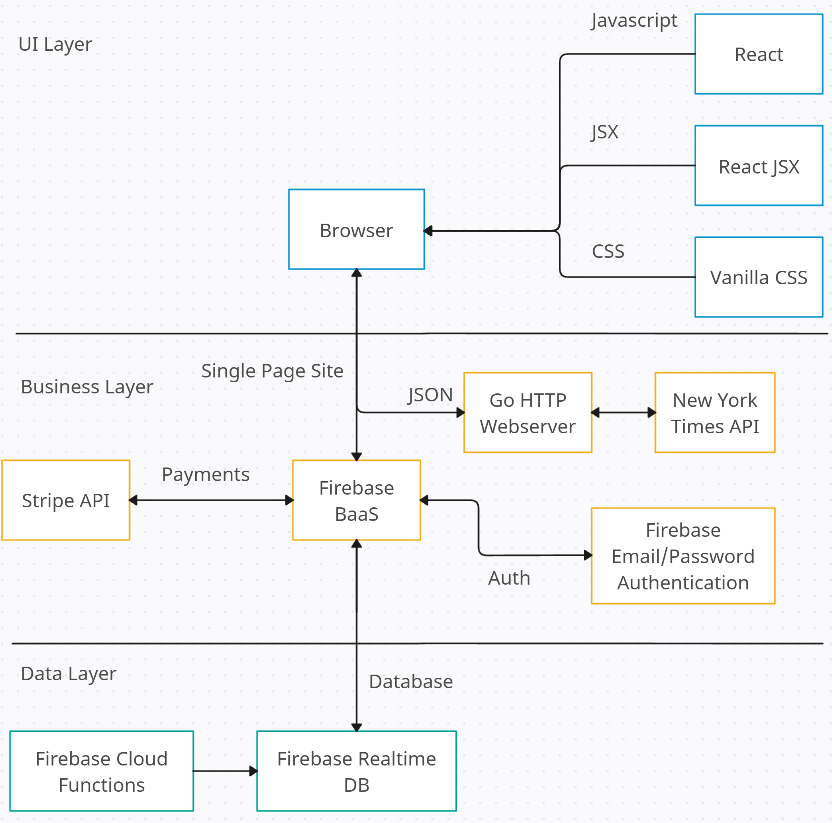 Javascript
UI Layer
React
JSX
React JSX
Browser
CSS
Vanilla CSS
Single Page Site
Business Layer
JSON
Go HTTP
Webserver
New York
Times API
Payments
Stripe API
Firebase
BaaS
Firebase
Email/Password
Authentication
Auth
Data Layer
Database
Firebase Cloud
Functions
Firebase Realtime
DB